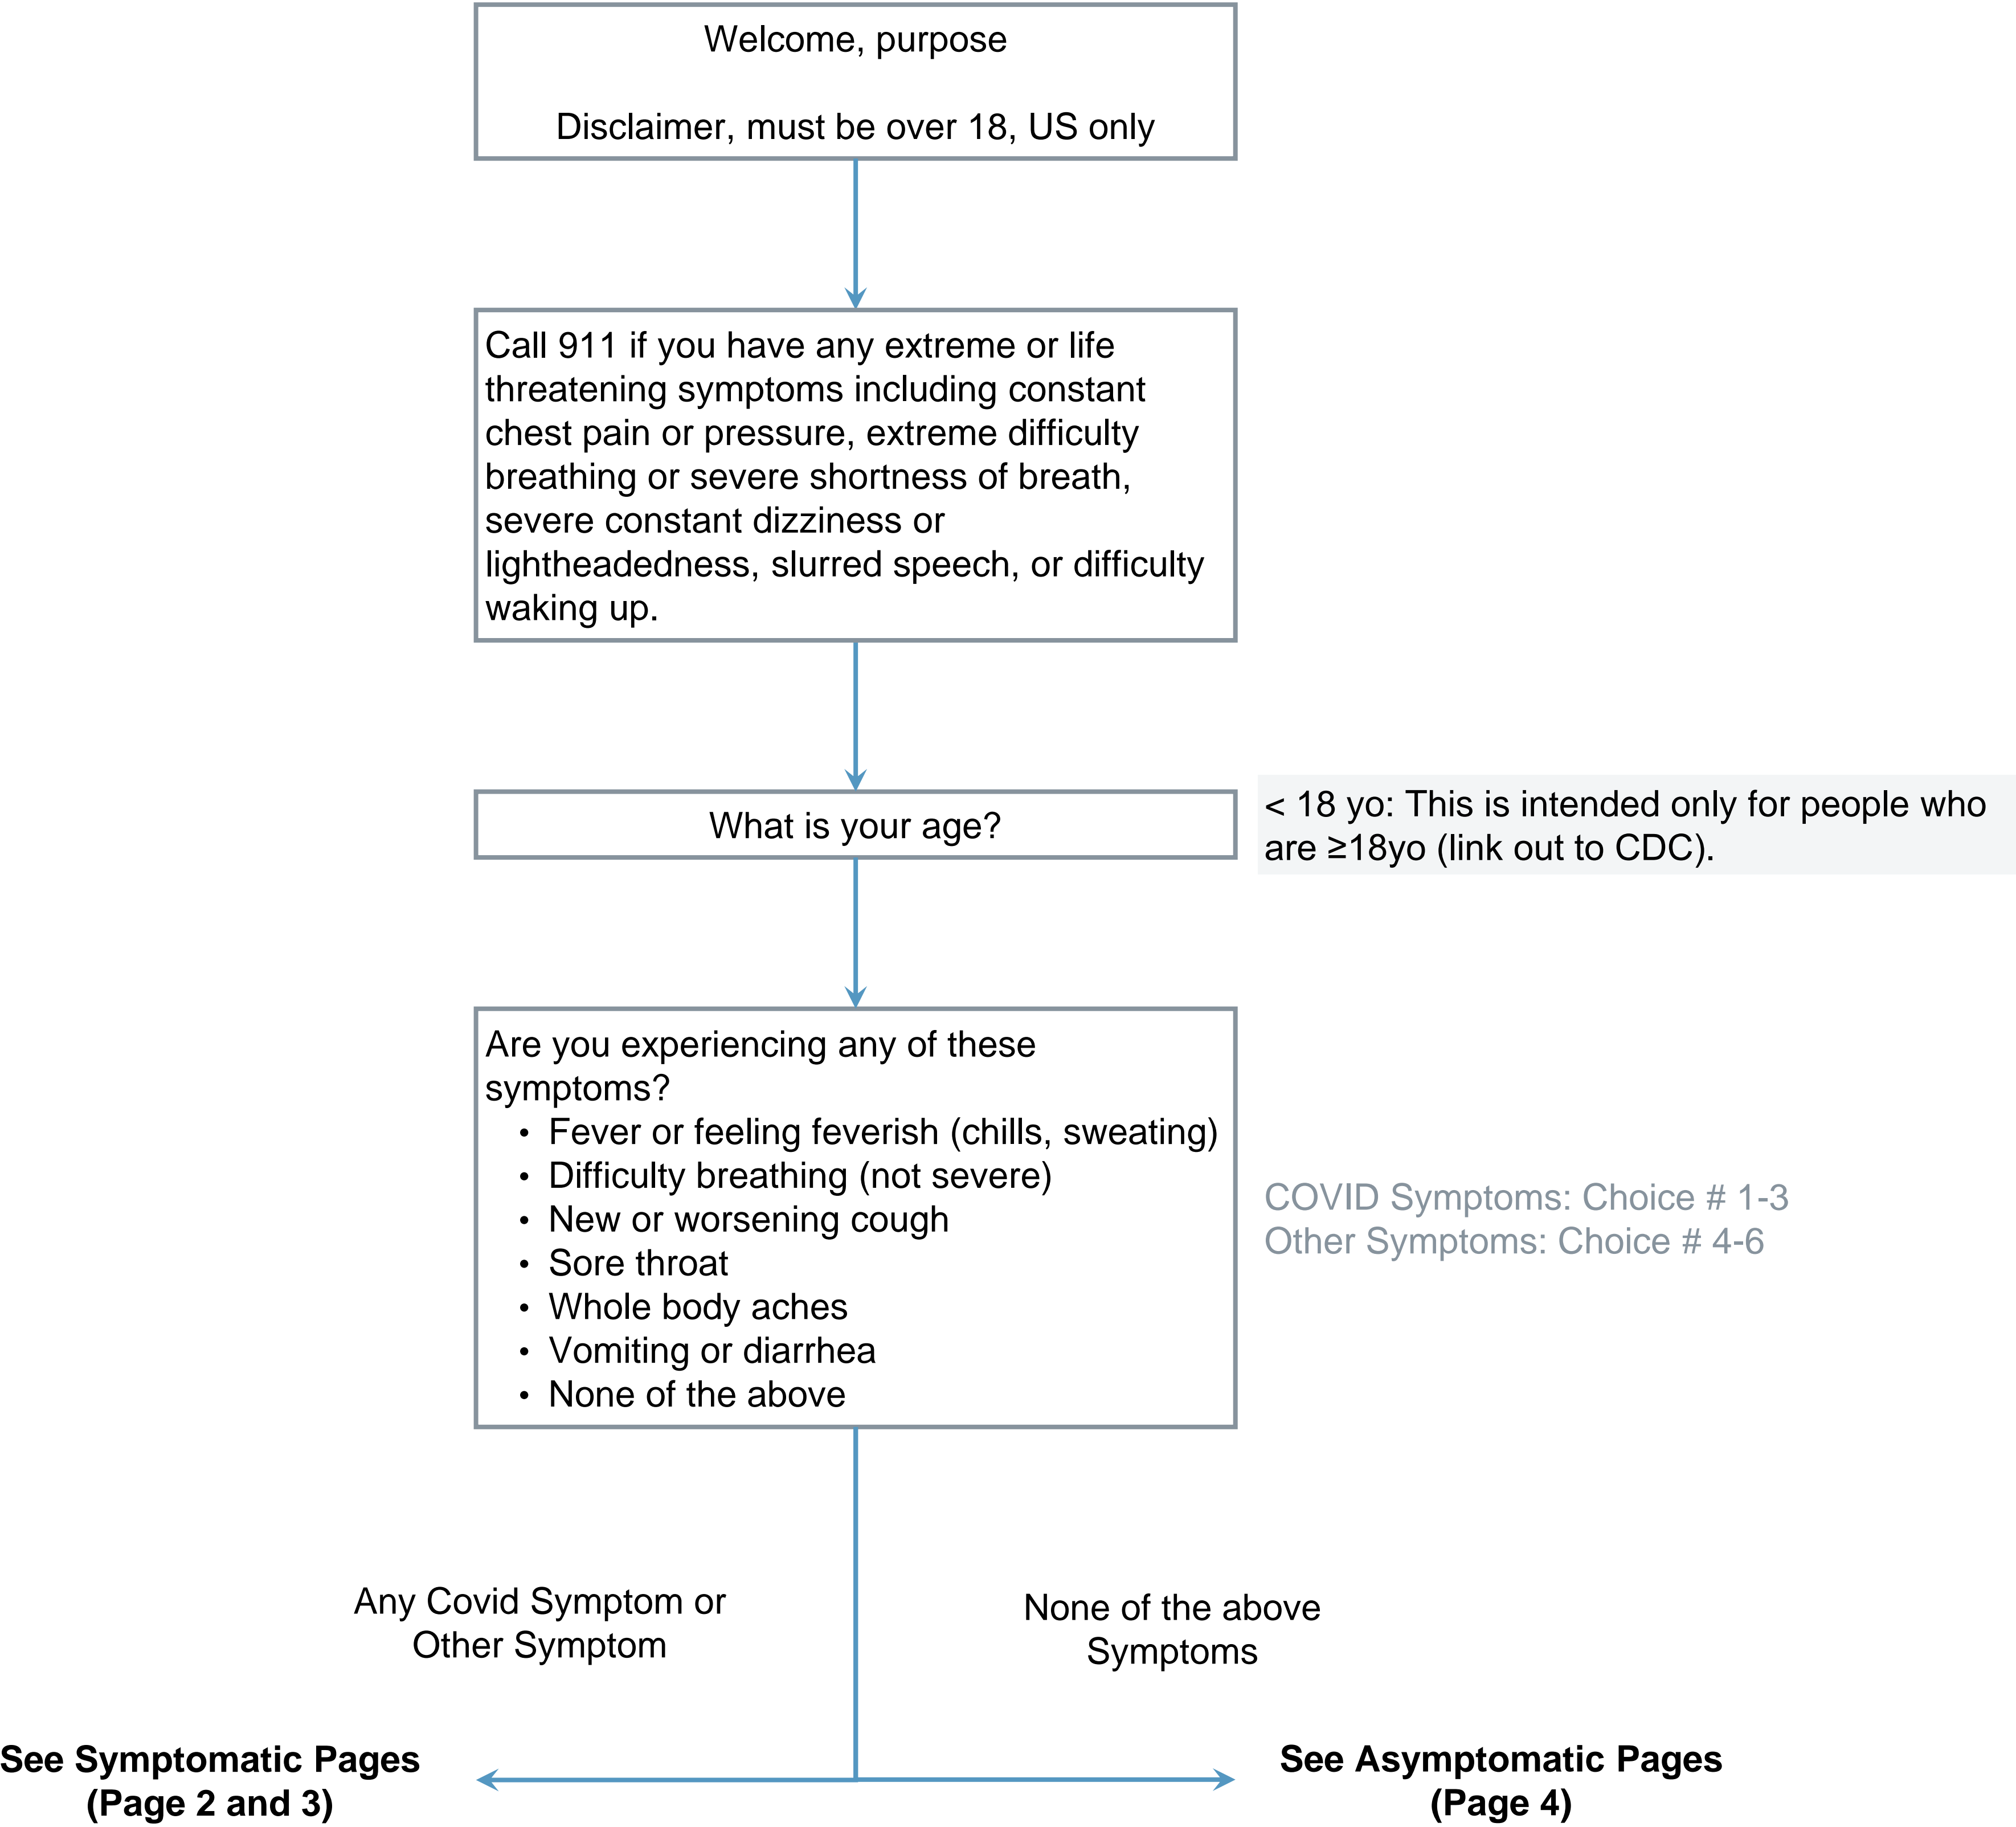 Welcome, purpose
Disclaimer, must be over 18, US only
Call 911 if you have any extreme or life
threatening symptoms including constant
chest pain or pressure, extreme difficulty
breathing or severe shortness of breath,
severe constant dizziness or
lightheadedness, slurred speech, or difficulty
waking up.
What is your age?
< 18 yo: This is intended only for people who
are ≥18yo (link out to CDC).
Are you experiencing any of these
symptoms?
• Fever or feeling feverish (chills, sweating)
• Difficulty breathing (not severe)
• New or worsening cough
• Sore throat
• Whole body aches
• Vomiting or diarrhea
• None of the above
COVID Symptoms: Choice # 1-3
Other Symptoms: Choice # 4-6
Any Covid Symptom or
Other Symptom
None of the above
Symptoms
See Symptomatic Pages
(Page 2 and 3)
See Asymptomatic Pages
(Page 4)